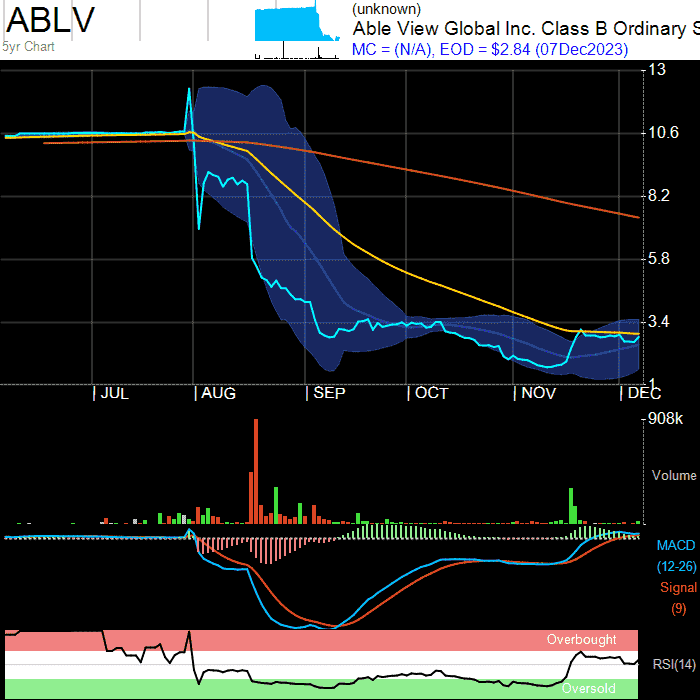 ABLV
5yr Chart
(unknown)
Able View Global Inc. Class B Ordinary S
MC = (N/A), EOD = $2.84 (07Dec2023)
13
10.6
8.2
5.8
3.4
1
JUL
AUG
SEP
OCT
NOV
DEC
908k
Volume
MACD
(12-26)
Signal
(9)
Overbought
RSI(14)
Oversold